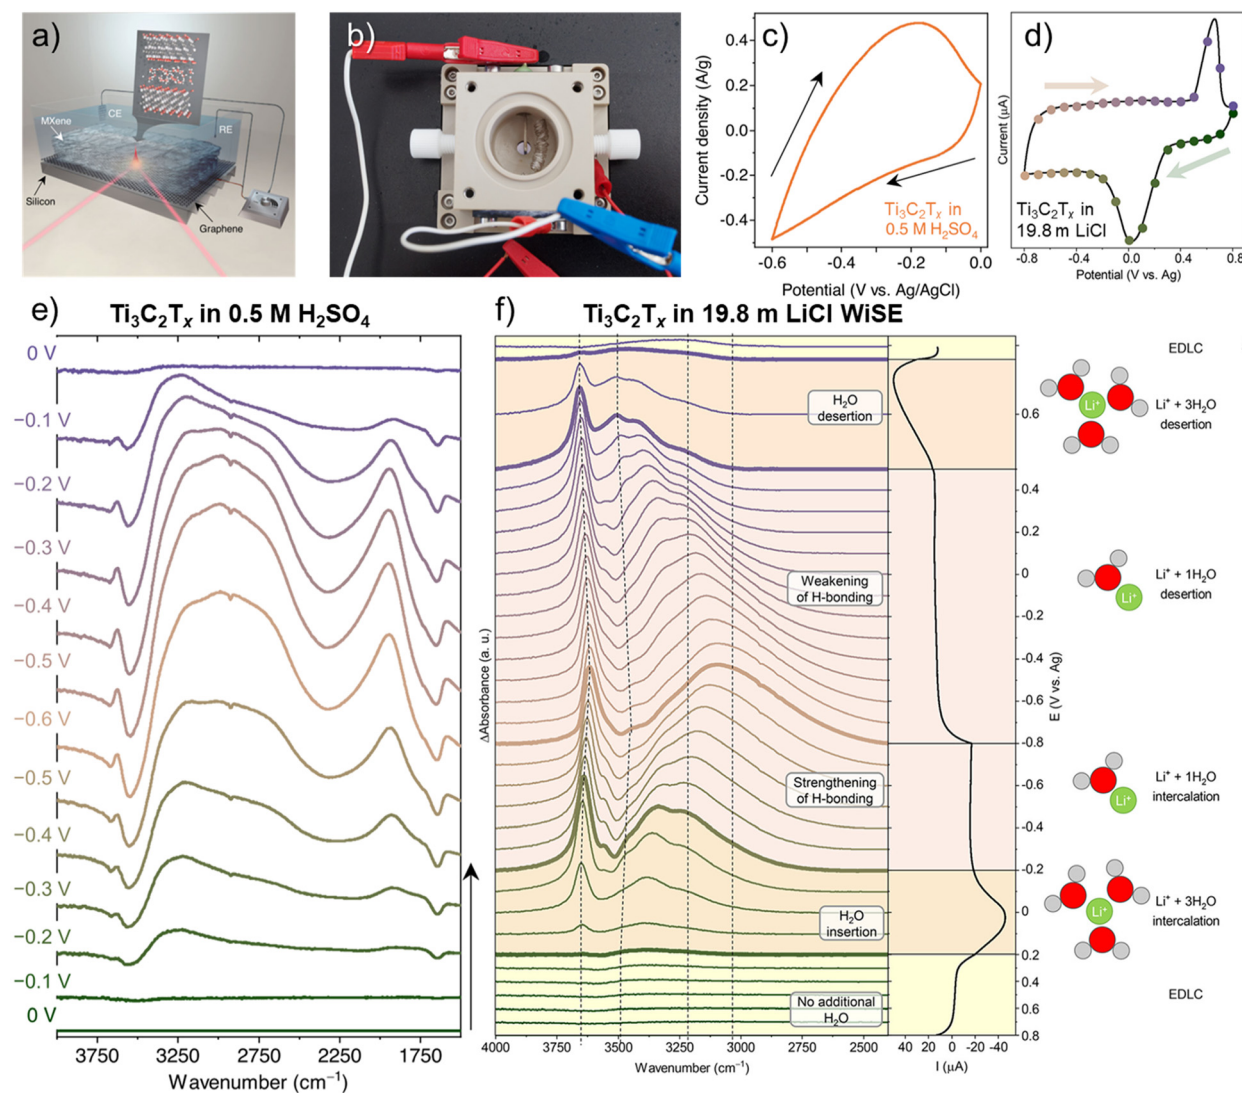 a)
CE
MXene
RE
Silicon
Graphene
b)
c)
Current density (A/g)
0.4
0.2
0.0
-0.2
-0.4
Ti₃C₂Tₓ in
0.5 M H₂SO₄
-0.6
-0.4
-0.2
0.0
Potential (V vs. Ag/AgCl)
d)
Current (μA)
Ti₃C₂Tₓ in
19.8 m LiCl
-0.8
-0.4
0.0
0.4
0.8
Potential (V vs. Ag)
e)
Ti₃C₂Tₓ in 0.5 M H₂SO₄
0 V
−0.1 V
−0.2 V
−0.3 V
−0.4 V
−0.5 V
−0.6 V
−0.5 V
−0.4 V
−0.3 V
−0.2 V
−0.1 V
0 V
3750
3250
2750
2250
1750
Wavenumber (cm⁻¹)
f)
Ti₃C₂Tₓ in 19.8 m LiCl WiSE
ΔAbsorbance (a. u.)
H₂O
desertion
Weakening
of H-bonding
Strengthening
of H-bonding
H₂O
insertion
No additional
H₂O
4000
3750
3500
3250
3000
2750
2500
Wavenumber (cm⁻¹)
0.6
0.4
0.2
0
-0.2
-0.4
-0.6
-0.8
-0.6
-0.4
-0.2
0
0.2
0.4
0.6
0.8
E (V vs. Ag)
40
20
0
-20
-40
I (μA)
EDLC
Li⁺
Li⁺ + 3H₂O
desertion
Li⁺
Li⁺ + 1H₂O
desertion
Li⁺
Li⁺ + 1H₂O
intercalation
Li⁺
Li⁺ + 3H₂O
intercalation
EDLC